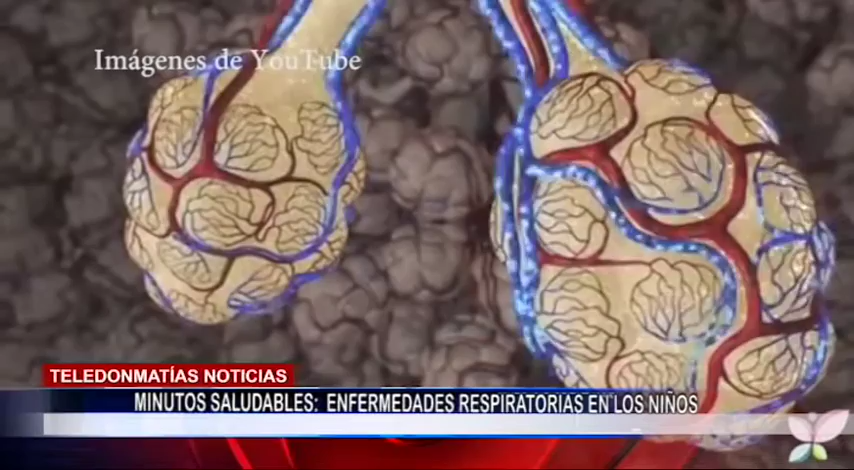 Imágenes de YouTube
TELEDONMATÍAS NOTICIAS
MINUTOS SALUDABLES: ENFERMEDADES RESPIRATORIAS EN LOS NIÑOS